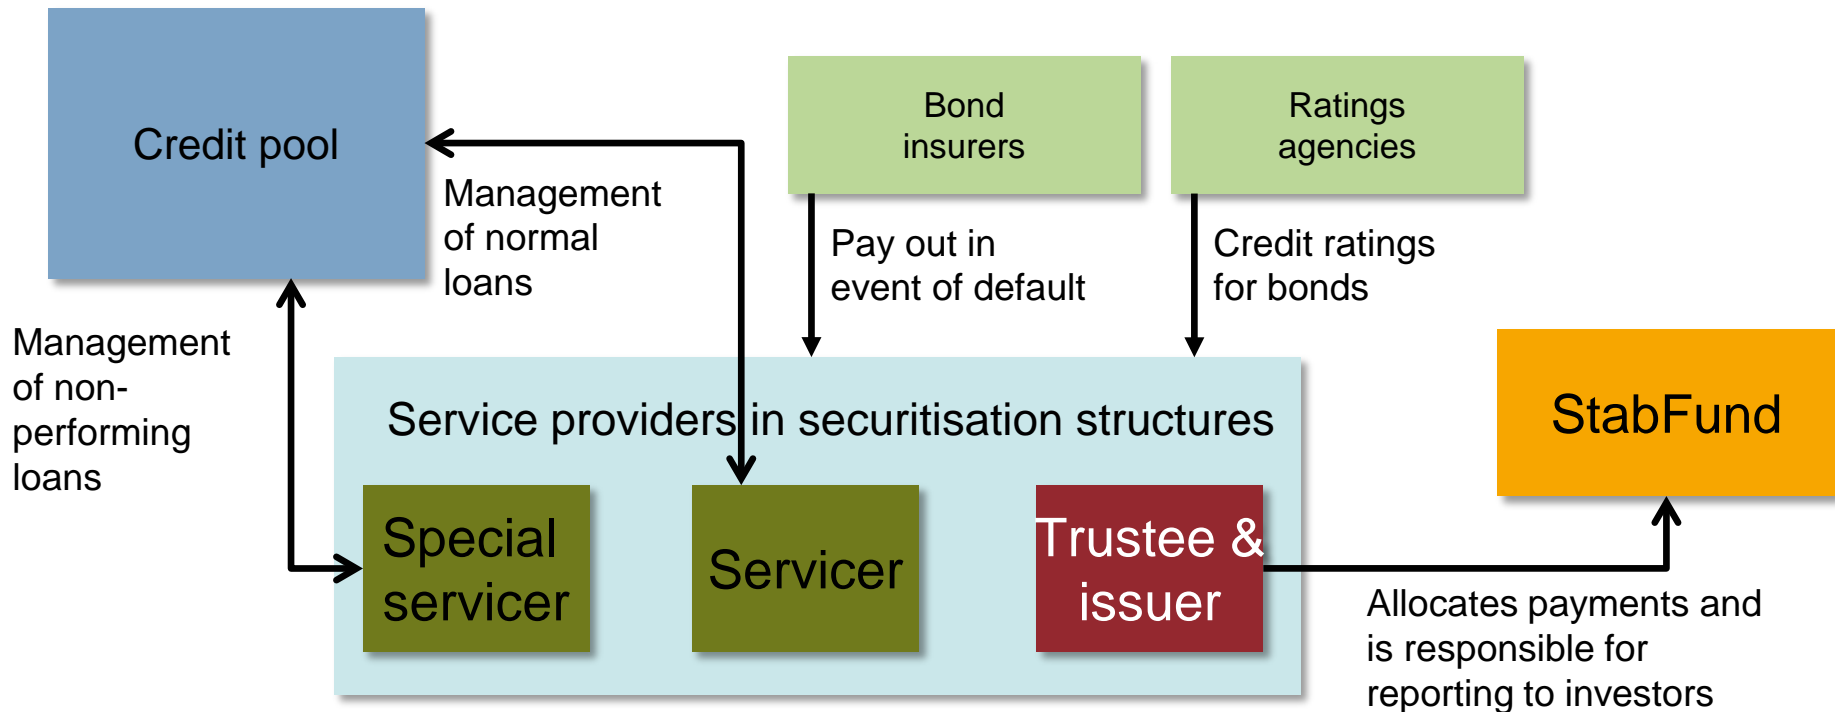 Credit pool
Bond
insurers
Ratings
agencies
Management
of normal
loans
Pay out in
event of default
Credit ratings
for bonds
Management
of non-
performing
loans
Service providers in securitisation structures
StabFund
Special
servicer
Servicer
Trustee &
issuer
Allocates payments and
is responsible for
reporting to investors